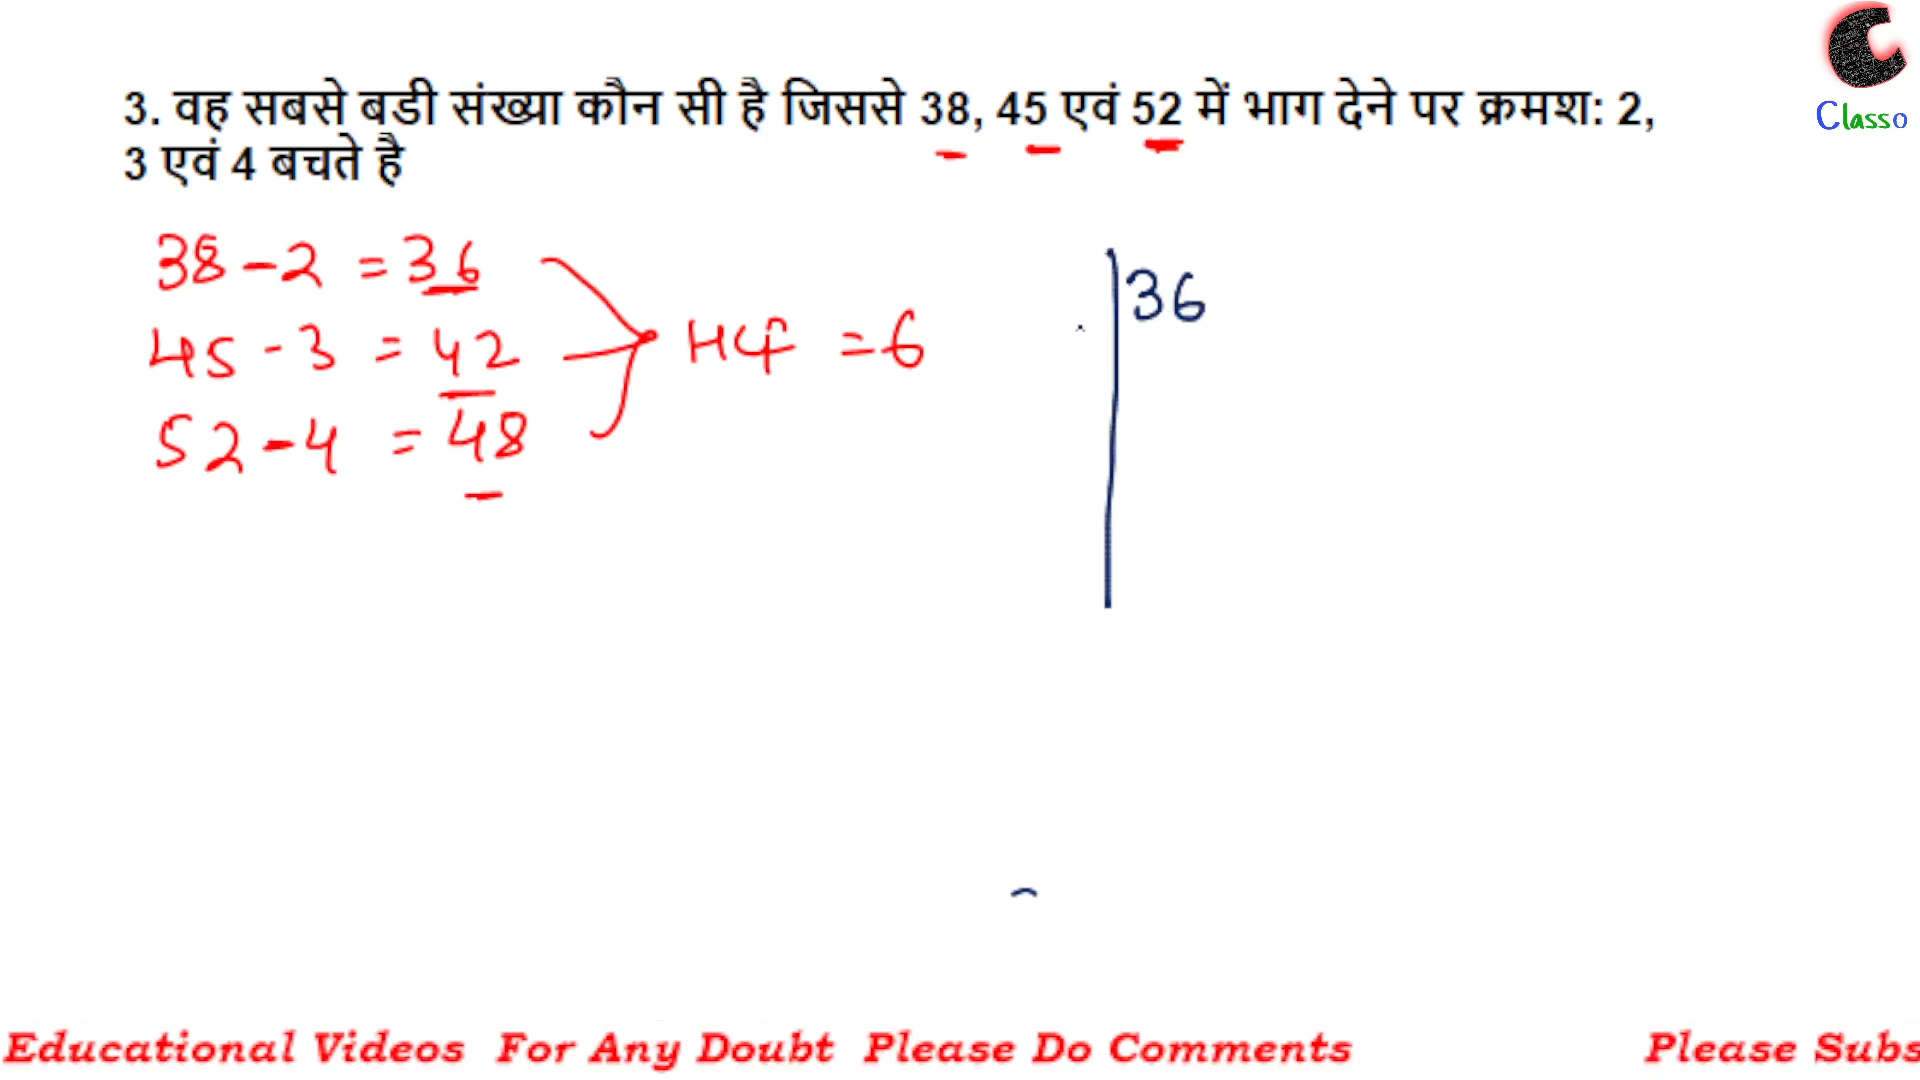 3. वह सबसे बडी संख्या कौन सी है जिससे 38, 45 एवं 52 में भाग देने पर क्रमश: 2,
3 एवं 4 बचते है
Classo
38 - 2 = 36
45 - 3 = 42
52 - 4 = 48
HCF = 6
36
Educational Videos For Any Doubt Please Do Comments Please Subs